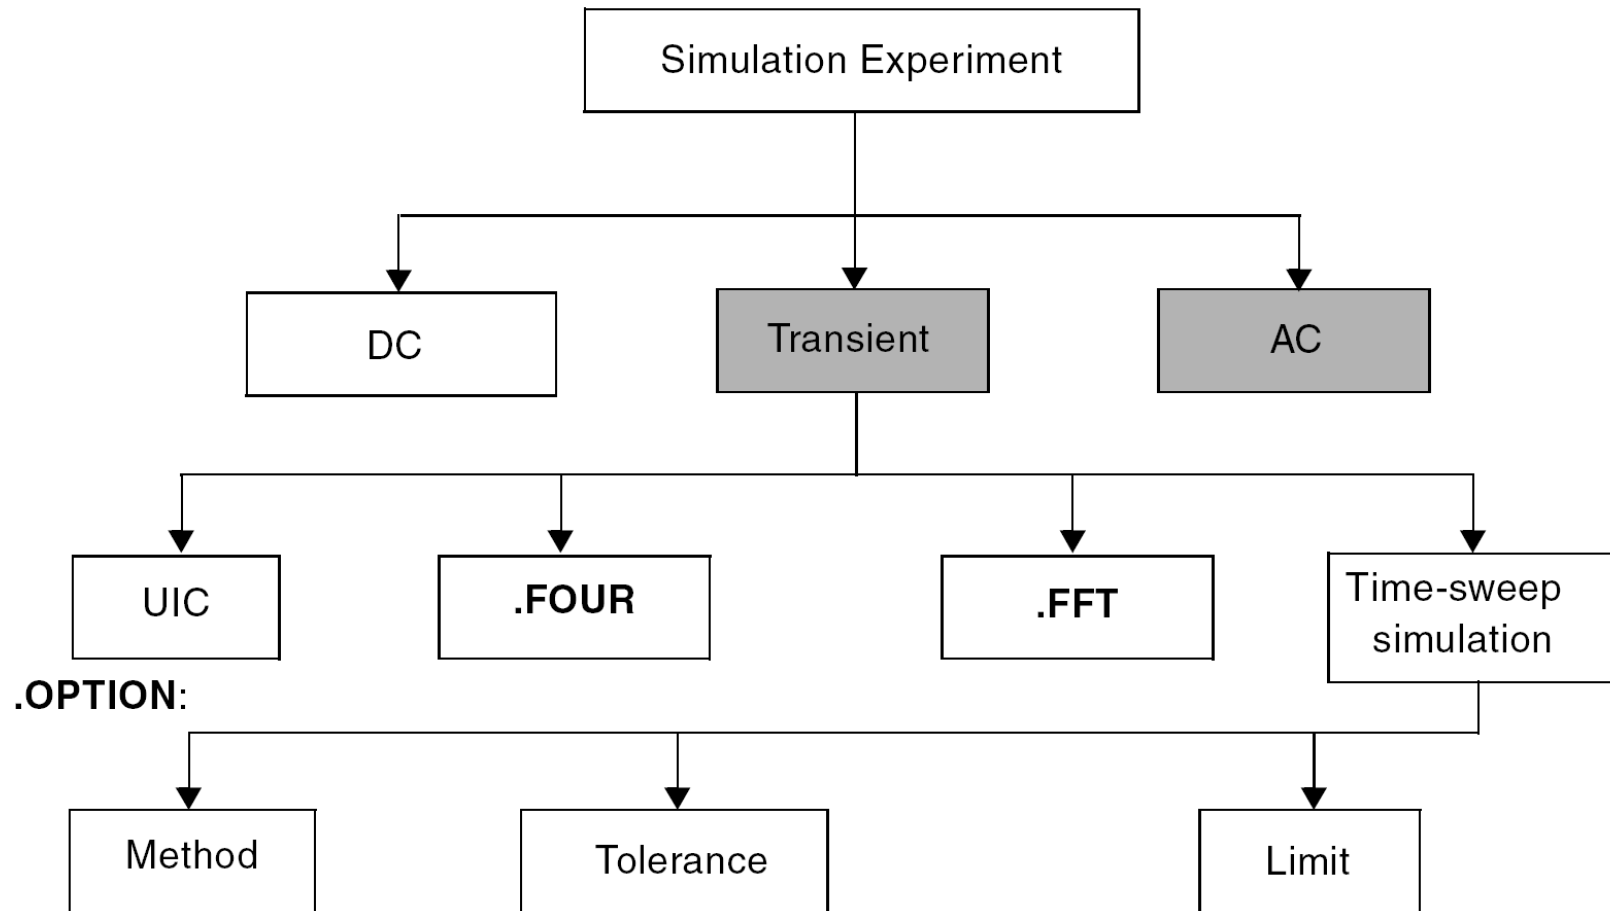 Simulation Experiment
DC
Transient
AC
UIC
.FOUR
.FFT
Time-sweep
simulation
.OPTION:
Method
Tolerance
Limit